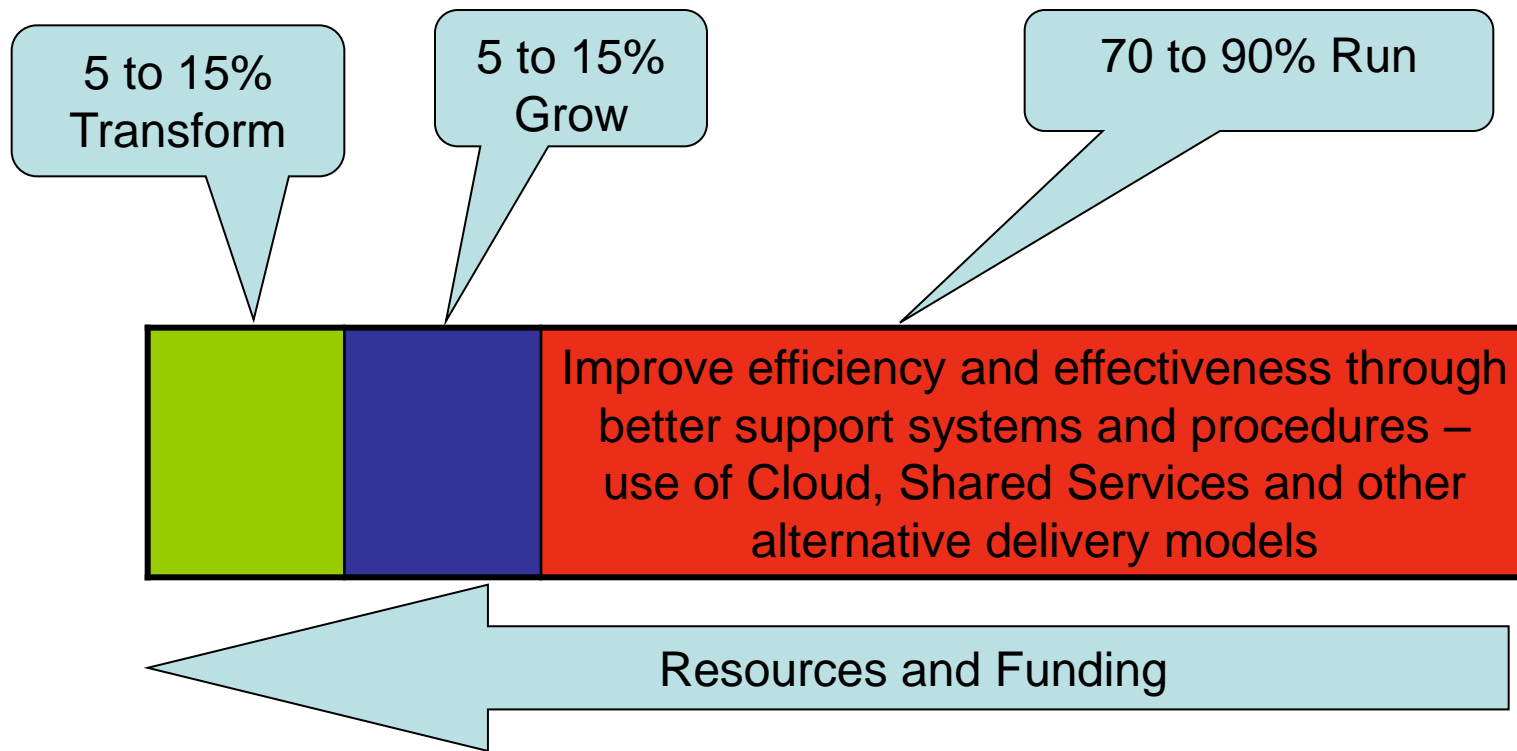 5 to 15%
Transform
5 to 15%
Grow
70 to 90% Run
Improve efficiency and effectiveness through
better support systems and procedures –
use of Cloud, Shared Services and other
alternative delivery models
Resources and Funding